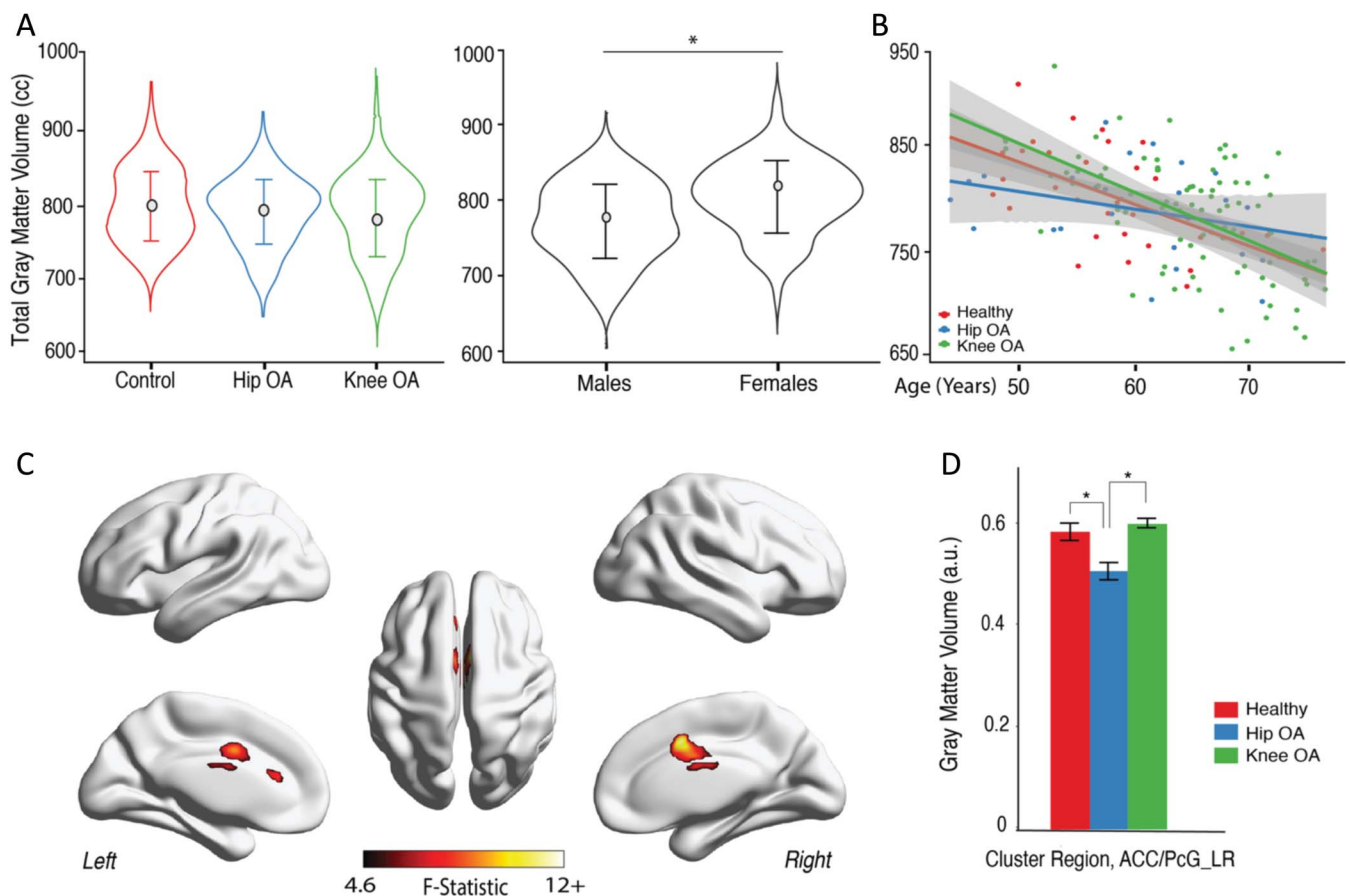 A
Total Gray Matter Volume (cc)
1000
900
800
700
600
Control
Hip OA
Knee OA
*
1000
900
800
700
600
Males
Females
B
950
850
750
650
Healthy
Hip OA
Knee OA
Age (Years)
50
60
70
C
Left
Right
4.6
F-Statistic
12+
D
Gray Matter Volume (a.u.)
0.6
0.4
0.2
0
*
*
Healthy
Hip OA
Knee OA
Cluster Region, ACC/PcG_LR